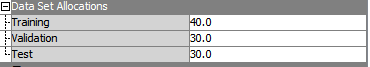 Data Set Allocations
Training 40.0
Validation 30.0
Test 30.0